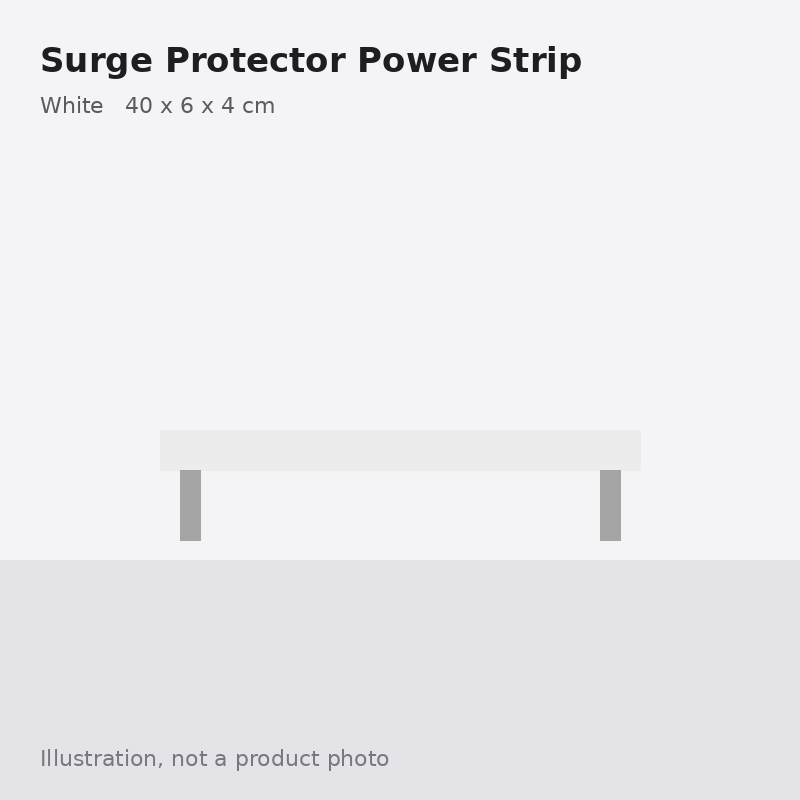 Surge Protector Power Strip
White 40 x 6 x 4 cm
Illustration, not a product photo